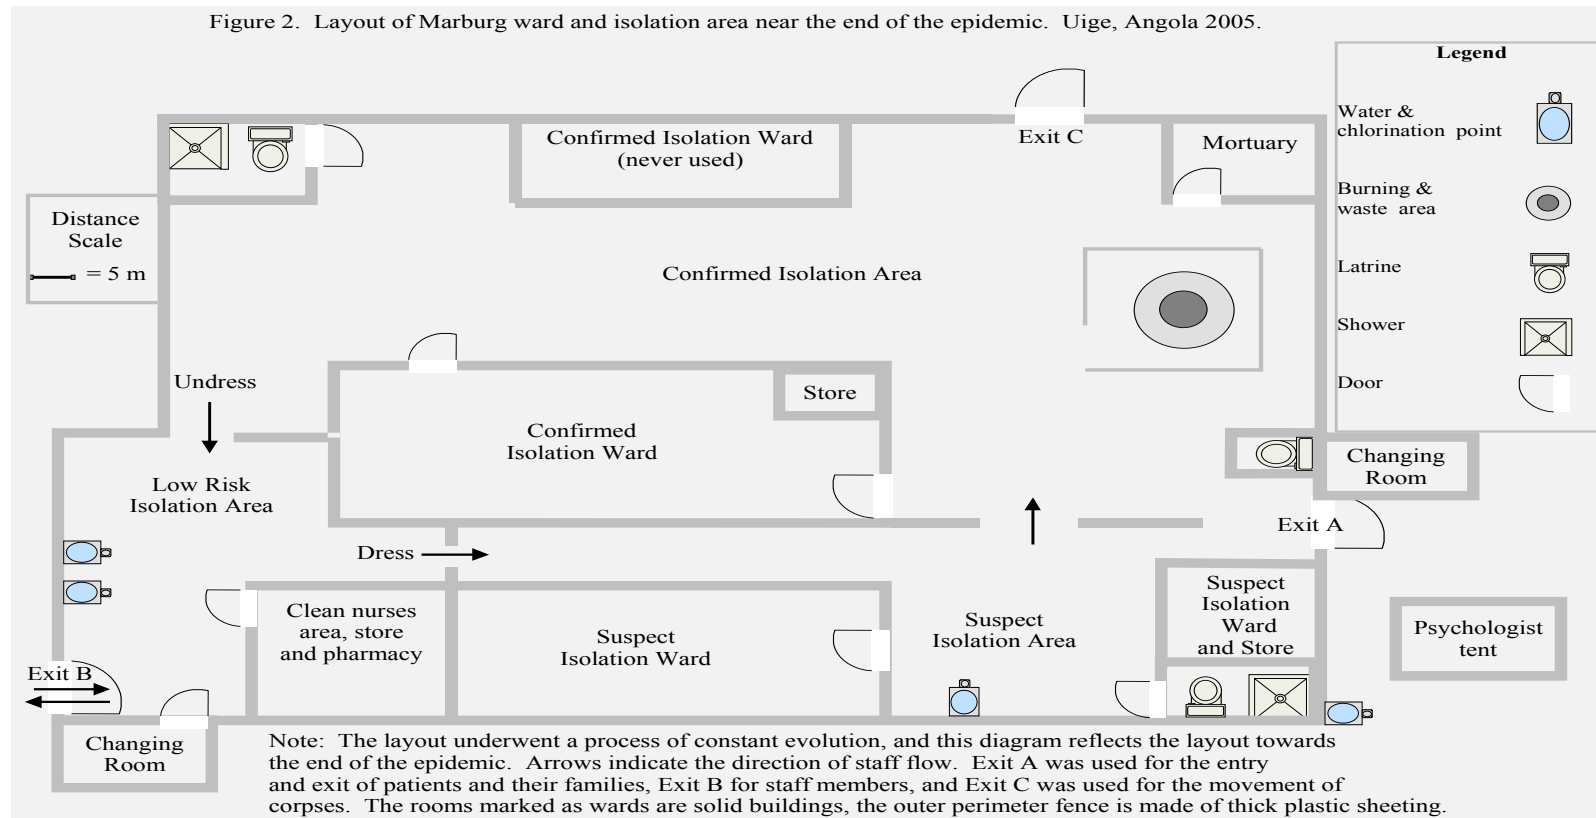 Figure 2.  Layout of Marburg ward and isolation area near the end of the epidemic.  Uige, Angola 2005.
Legend
Water &
chlorination point
Burning &
waste area
Latrine
Shower
Door
Confirmed Isolation Ward
(never used)
Exit C
Mortuary
Distance
Scale
= 5 m
Confirmed Isolation Area
Undress
Store
Confirmed
Isolation Ward
Changing
Room
Low Risk
Isolation Area
Exit A
Dress
Clean nurses
area, store
and pharmacy
Suspect
Isolation Ward
Suspect
Isolation Area
Suspect
Isolation
Ward
and Store
Psychologist
tent
Exit B
Changing
Room
Note:  The layout underwent a process of constant evolution, and this diagram reflects the layout towards
the end of the epidemic.  Arrows indicate the direction of staff flow.  Exit A was used for the entry
and exit of patients and their families, Exit B for staff members, and Exit C was used for the movement of
corpses.  The rooms marked as wards are solid buildings, the outer perimeter fence is made of thick plastic sheeting.